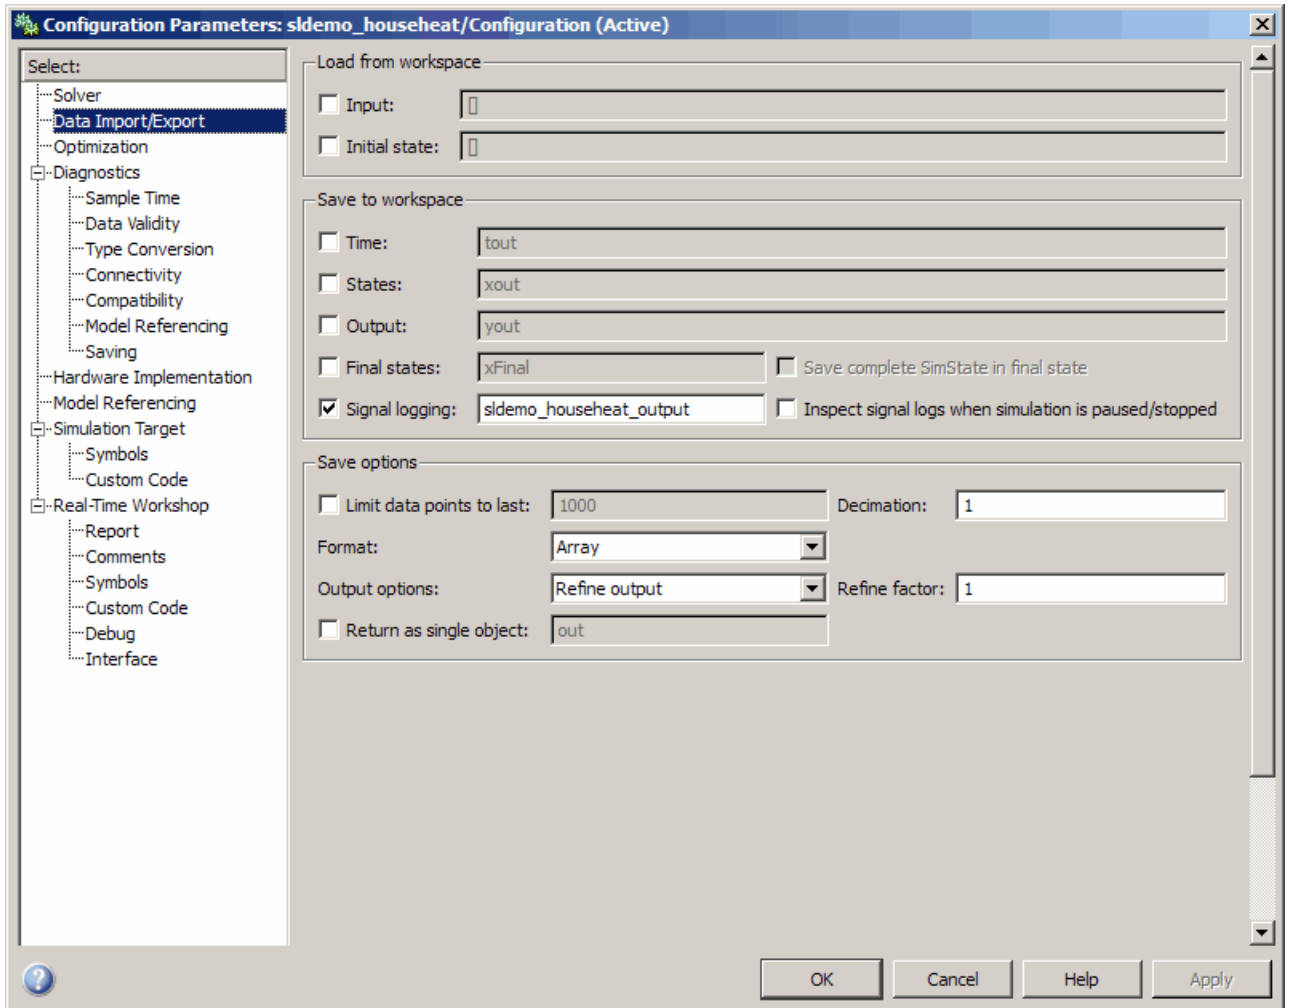 Configuration Parameters: sldemo_househeat/Configuration (Active)
Select:
Solver
Data Import/Export
Optimization
Diagnostics
Sample Time
Data Validity
Type Conversion
Connectivity
Compatibility
Model Referencing
Saving
Hardware Implementation
Model Referencing
Simulation Target
Symbols
Custom Code
Real-Time Workshop
Report
Comments
Symbols
Custom Code
Debug
Interface
Load from workspace
Input: []
Initial state: []
Save to workspace
Time: tout
States: xout
Output: yout
Final states: xFinal Save complete SimState in final state
Signal logging: sldemo_househeat_output Inspect signal logs when simulation is paused/stopped
Save options
Limit data points to last: 1000 Decimation: 1
Format: Array
Output options: Refine output Refine factor: 1
Return as single object: out
? OK Cancel Help Apply